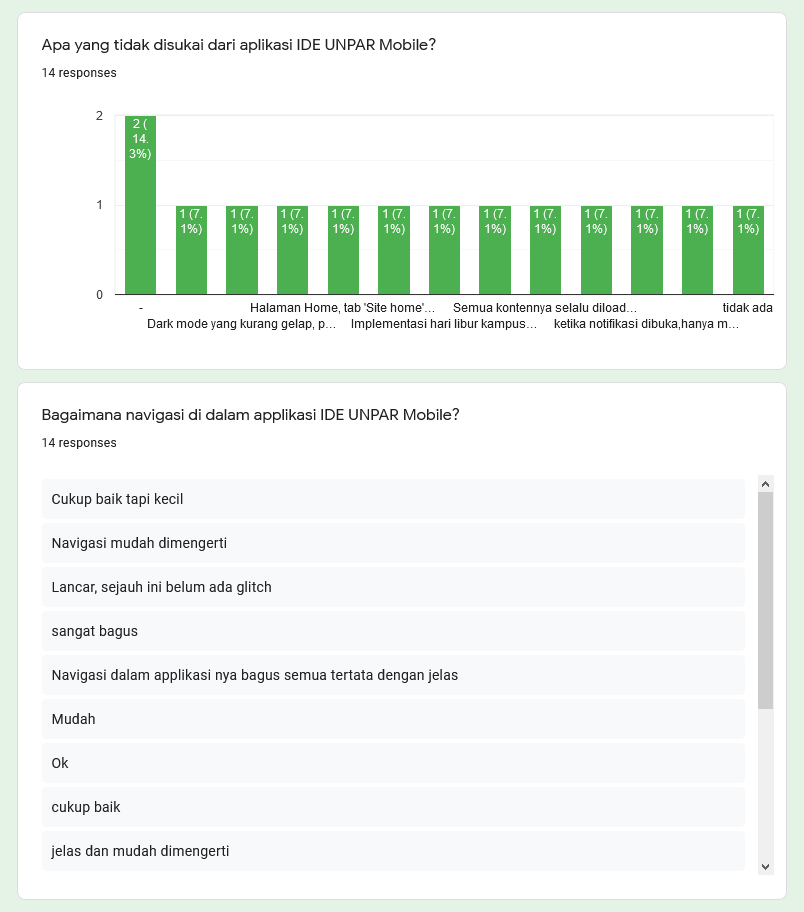 Apa yang tidak disukai dari aplikasi IDE UNPAR Mobile?
14 responses
2
1
0
2 (
14.
3%)
1 (7.
1%)
1 (7.
1%)
1 (7.
1%)
1 (7.
1%)
1 (7.
1%)
1 (7.
1%)
1 (7.
1%)
1 (7.
1%)
1 (7.
1%)
1 (7.
1%)
1 (7.
1%)
1 (7.
1%)
-
Halaman Home, tab 'Site home'...
Semua kontennya selalu diload...
tidak ada
Dark mode yang kurang gelap, p...
Implementasi hari libur kampus...
ketika notifikasi dibuka,hanya m...
Bagaimana navigasi di dalam applikasi IDE UNPAR Mobile?
14 responses
Cukup baik tapi kecil
Navigasi mudah dimengerti
Lancar, sejauh ini belum ada glitch
sangat bagus
Navigasi dalam applikasi nya bagus semua tertata dengan jelas
Mudah
Ok
cukup baik
jelas dan mudah dimengerti